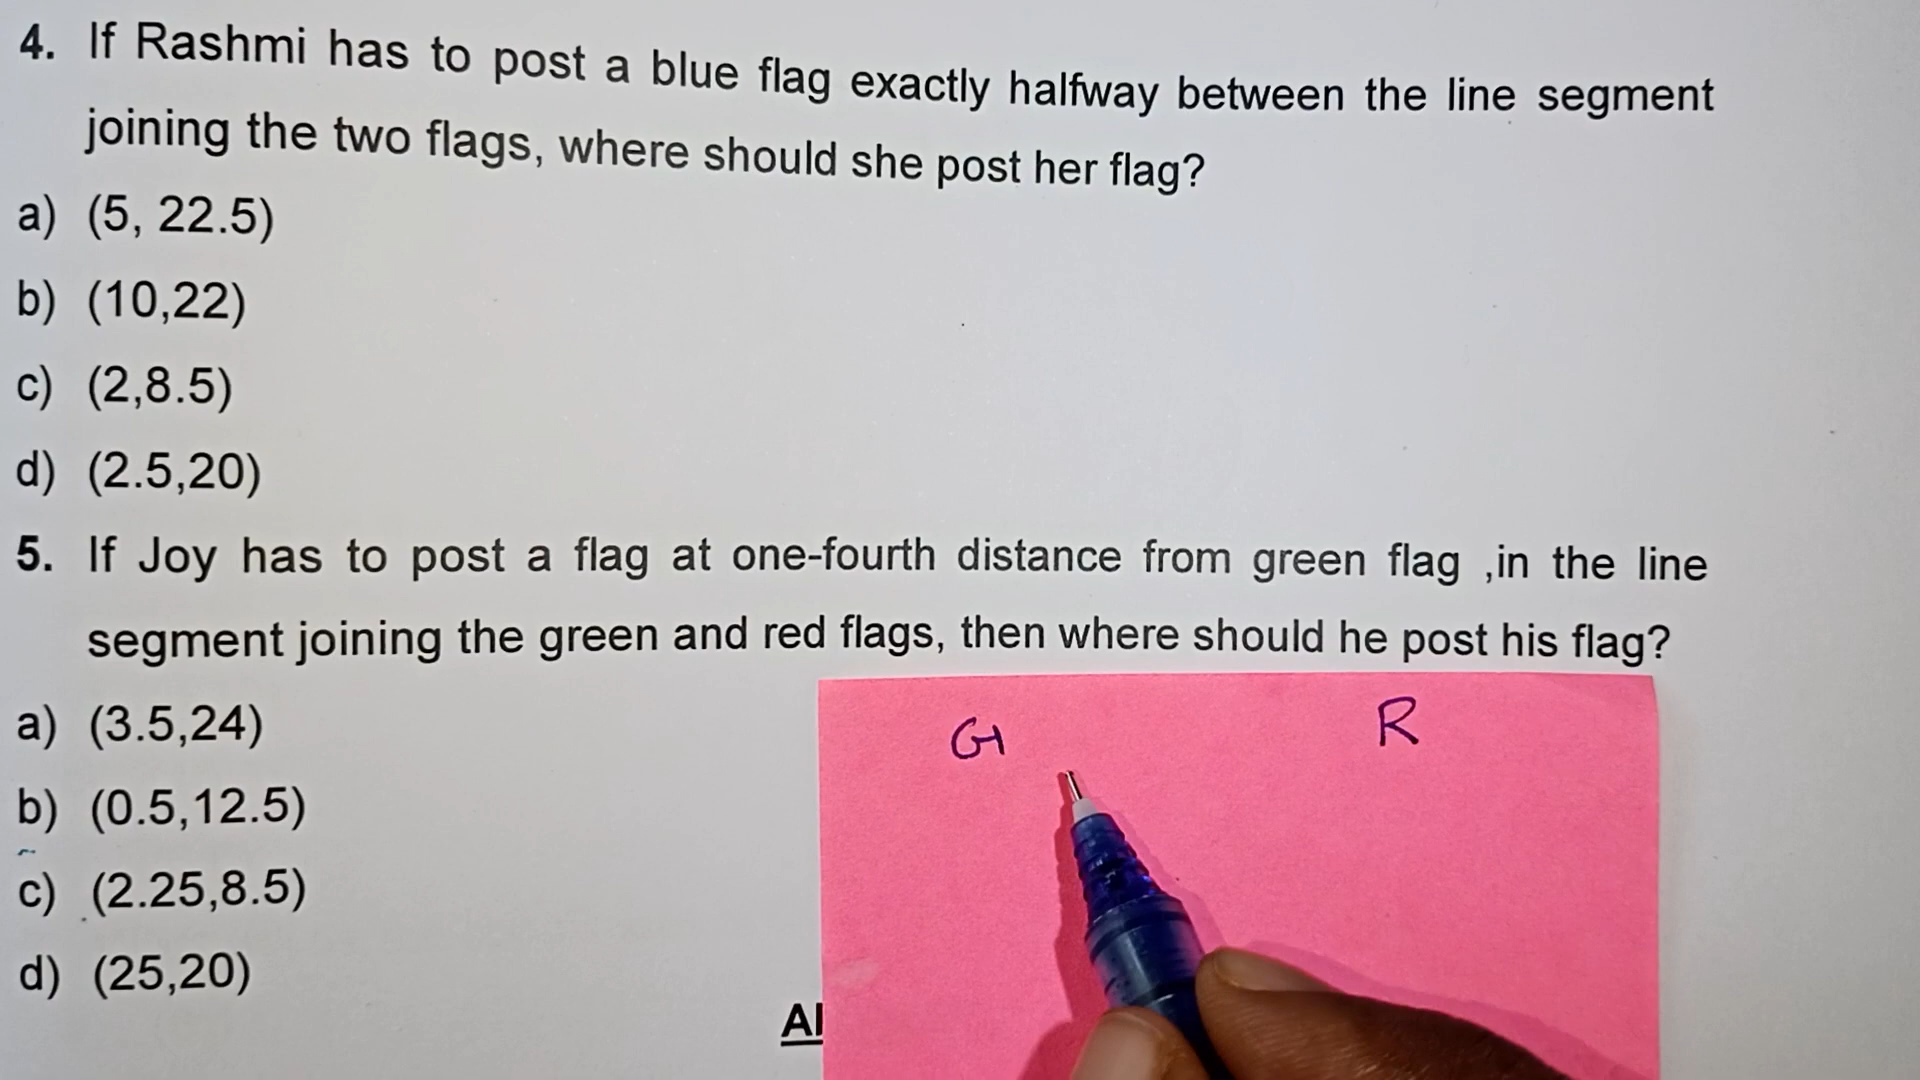 4. If Rashmi has to post a blue flag exactly halfway between the line segment
joining the two flags, where should she post her flag?
a) (5, 22.5)
b) (10,22)
c) (2,8.5)
d) (2.5,20)
5. If Joy has to post a flag at one-fourth distance from green flag ,in the line
segment joining the green and red flags, then where should he post his flag?
a) (3.5,24)
b) (0.5,12.5)
c) (2.25,8.5)
d) (25,20)
G R